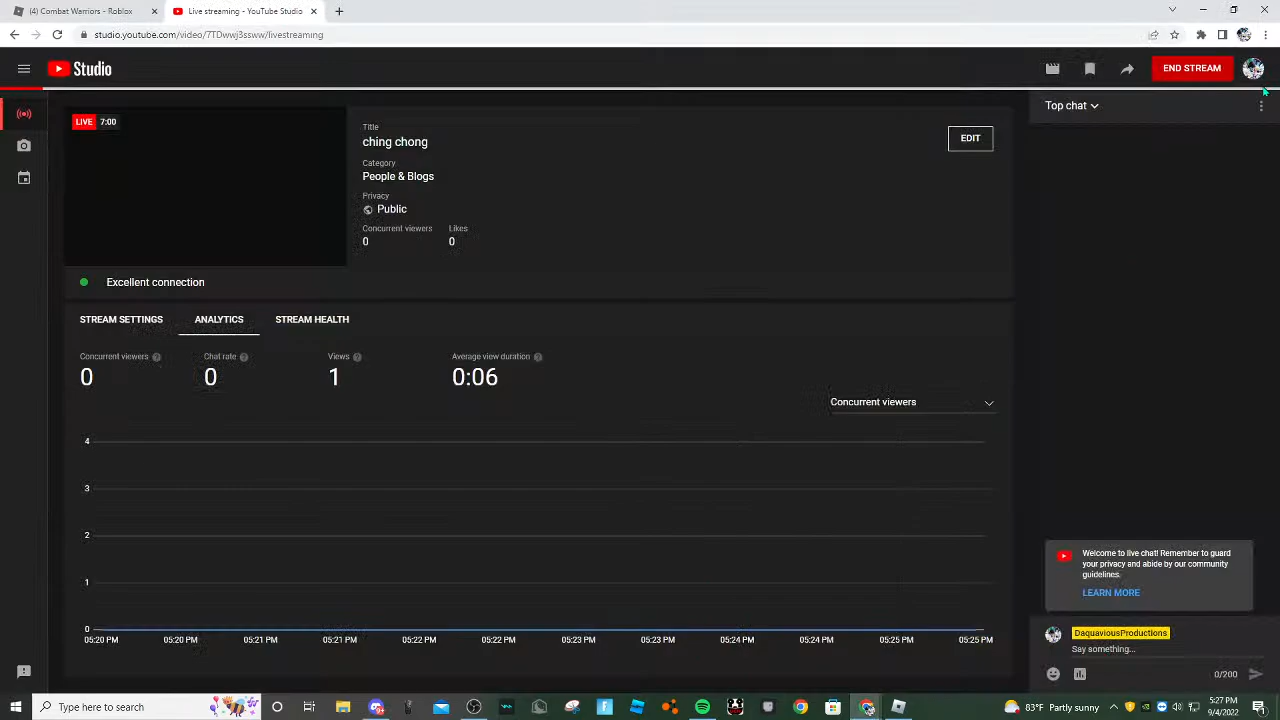 (4) Combat Warriors - Roblox
Live streaming - YouTube Studio
studio.youtube.com/video/7TDwwj3ssww/livestreaming
Studio
END STREAM
LIVE 7:00
Title
ching chong
Category
People & Blogs
Privacy
Public
Concurrent viewers Likes
0 0
EDIT
Excellent connection
STREAM SETTINGS ANALYTICS STREAM HEALTH
Concurrent viewers Chat rate Views Average view duration
0 0 1 0:06
Concurrent viewers
4
3
2
1
0
05:20 PM 05:20 PM 05:21 PM 05:21 PM 05:22 PM 05:22 PM 05:23 PM 05:23 PM 05:24 PM 05:24 PM 05:25 PM 05:25 PM
Top chat
Welcome to live chat! Remember to guard
your privacy and abide by our community
guidelines.
LEARN MORE
DaquaviousProductions
Say something...
0/200
Type here to search
83°F Partly sunny
5:27 PM
9/4/2022